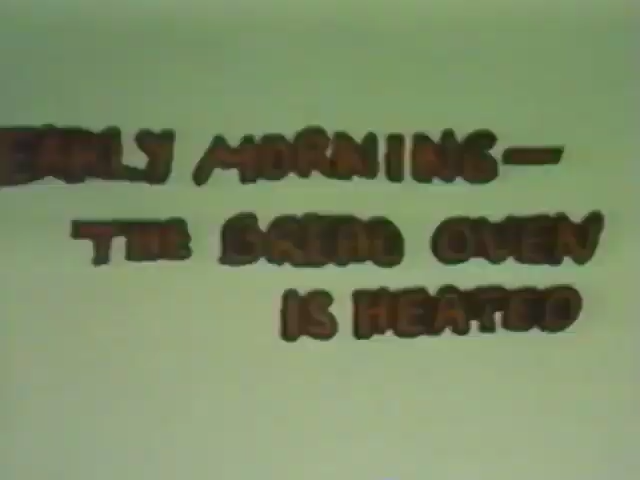 EARLY MORNING—
THE BREAD OVEN
IS HEATED